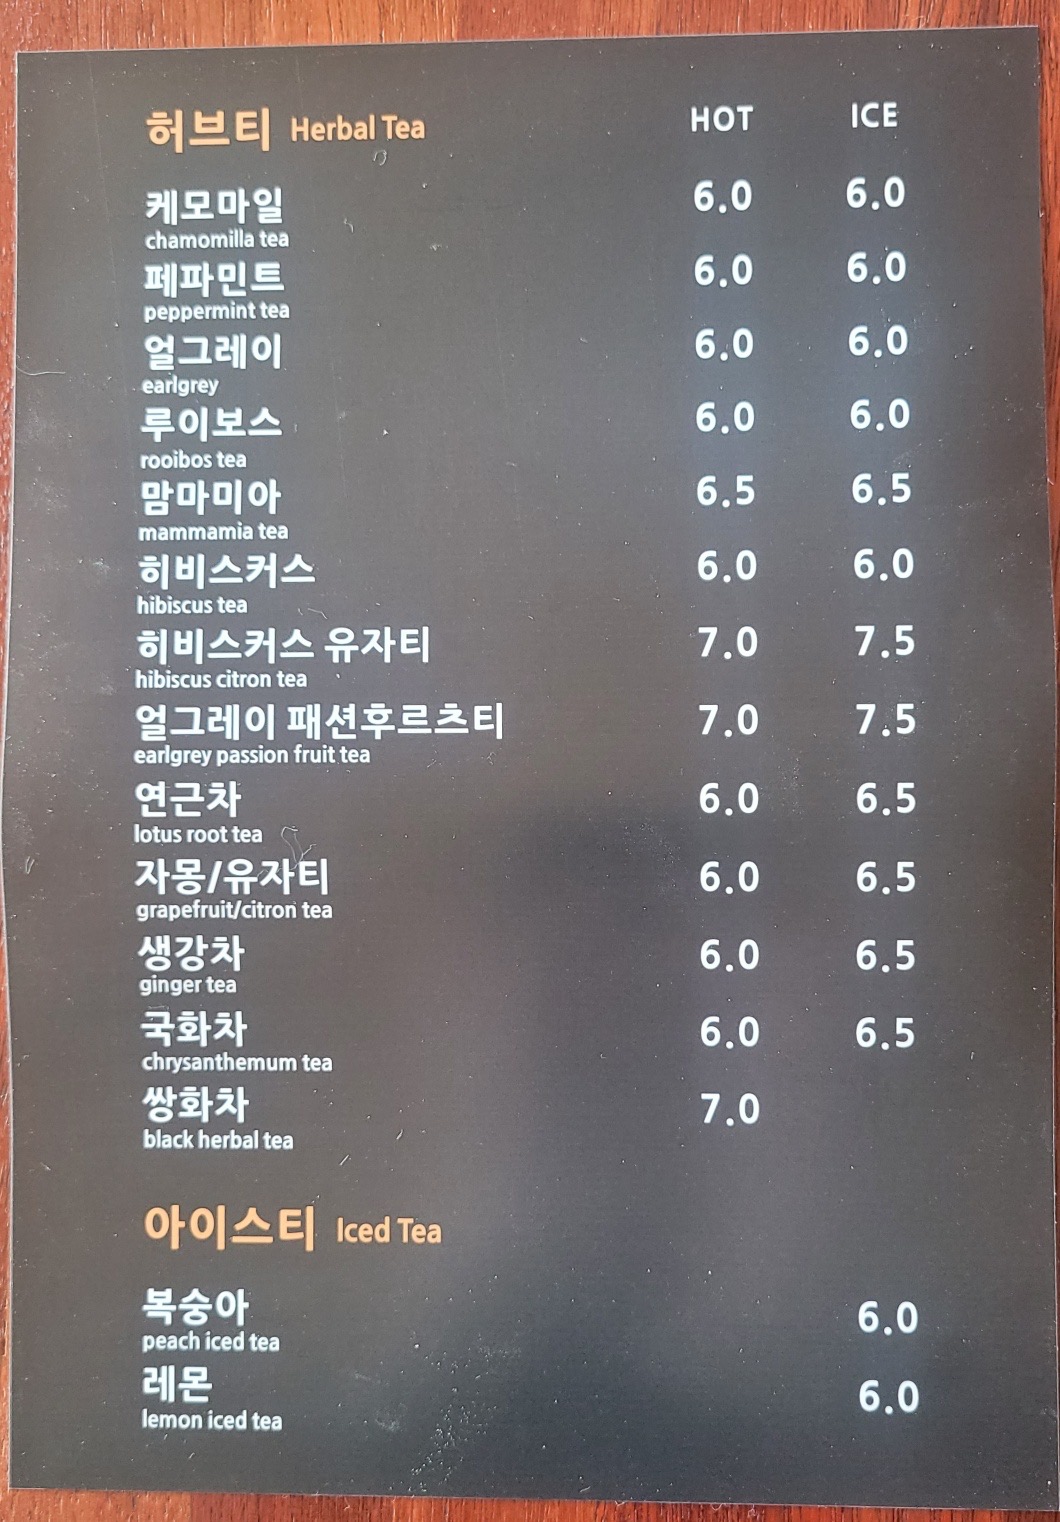 허브티 Herbal Tea HOT ICE
케모마일 6.0 6.0
chamomilla tea
페파민트 6.0 6.0
peppermint tea
얼그레이 6.0 6.0
earlgrey
루이보스 6.0 6.0
rooibos tea
맘마미아 6.5 6.5
mammamia tea
히비스커스 6.0 6.0
hibiscus tea
히비스커스 유자티 7.0 7.5
hibiscus citron tea
얼그레이 패션후르츠티 7.0 7.5
earlgrey passion fruit tea
연근차 6.0 6.5
lotus root tea
자몽/유자티 6.0 6.5
grapefruit/citron tea
생강차 6.0 6.5
ginger tea
국화차 6.0 6.5
chrysanthemum tea
쌍화차 7.0
black herbal tea
아이스티 Iced Tea
복숭아 6.0
peach iced tea
레몬 6.0
lemon iced tea